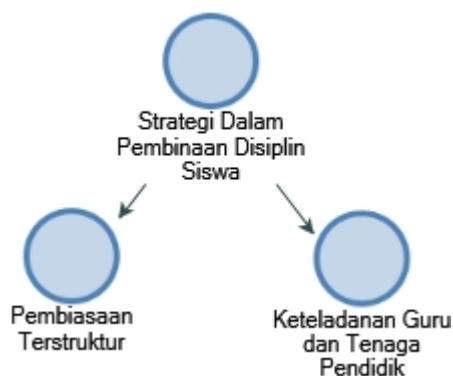 Strategi Dalam
Pembinaan Disiplin
Siswa
Pembiasaan
Terstruktur
Keteladanan Guru
dan Tenaga
Pendidik